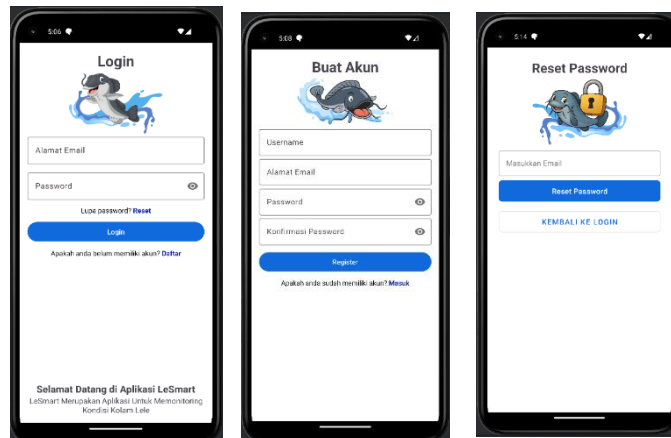 5:06
Login
Alamat Email
Password
Lupa password? Reset
Login
Apakah anda belum memiliki akun? Daftar
Selamat Datang di Aplikasi LeSmart
LeSmart Merupakan Aplikasi Untuk Memonitoring
Kondisi Kolam Lele
5:08
Buat Akun
Username
Alamat Email
Password
Konfirmasi Password
Register
Apakah anda sudah memiliki akun? Masuk
5:14
Reset Password
Masukkan Email
Reset Password
KEMBALI KE LOGIN